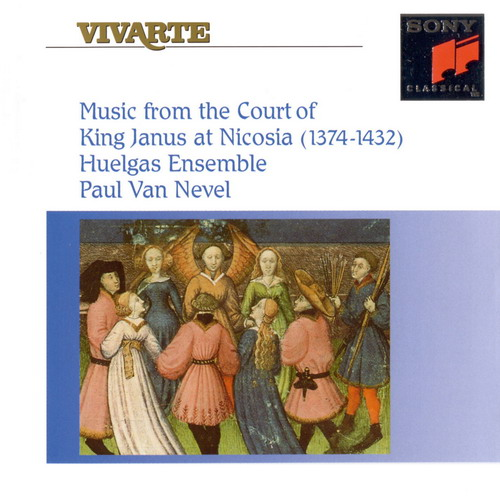 VIVARTE
SONY
CLASSICAL
Music from the Court of
King Janus at Nicosia (1374-1432)
Huelgas Ensemble
Paul Van Nevel